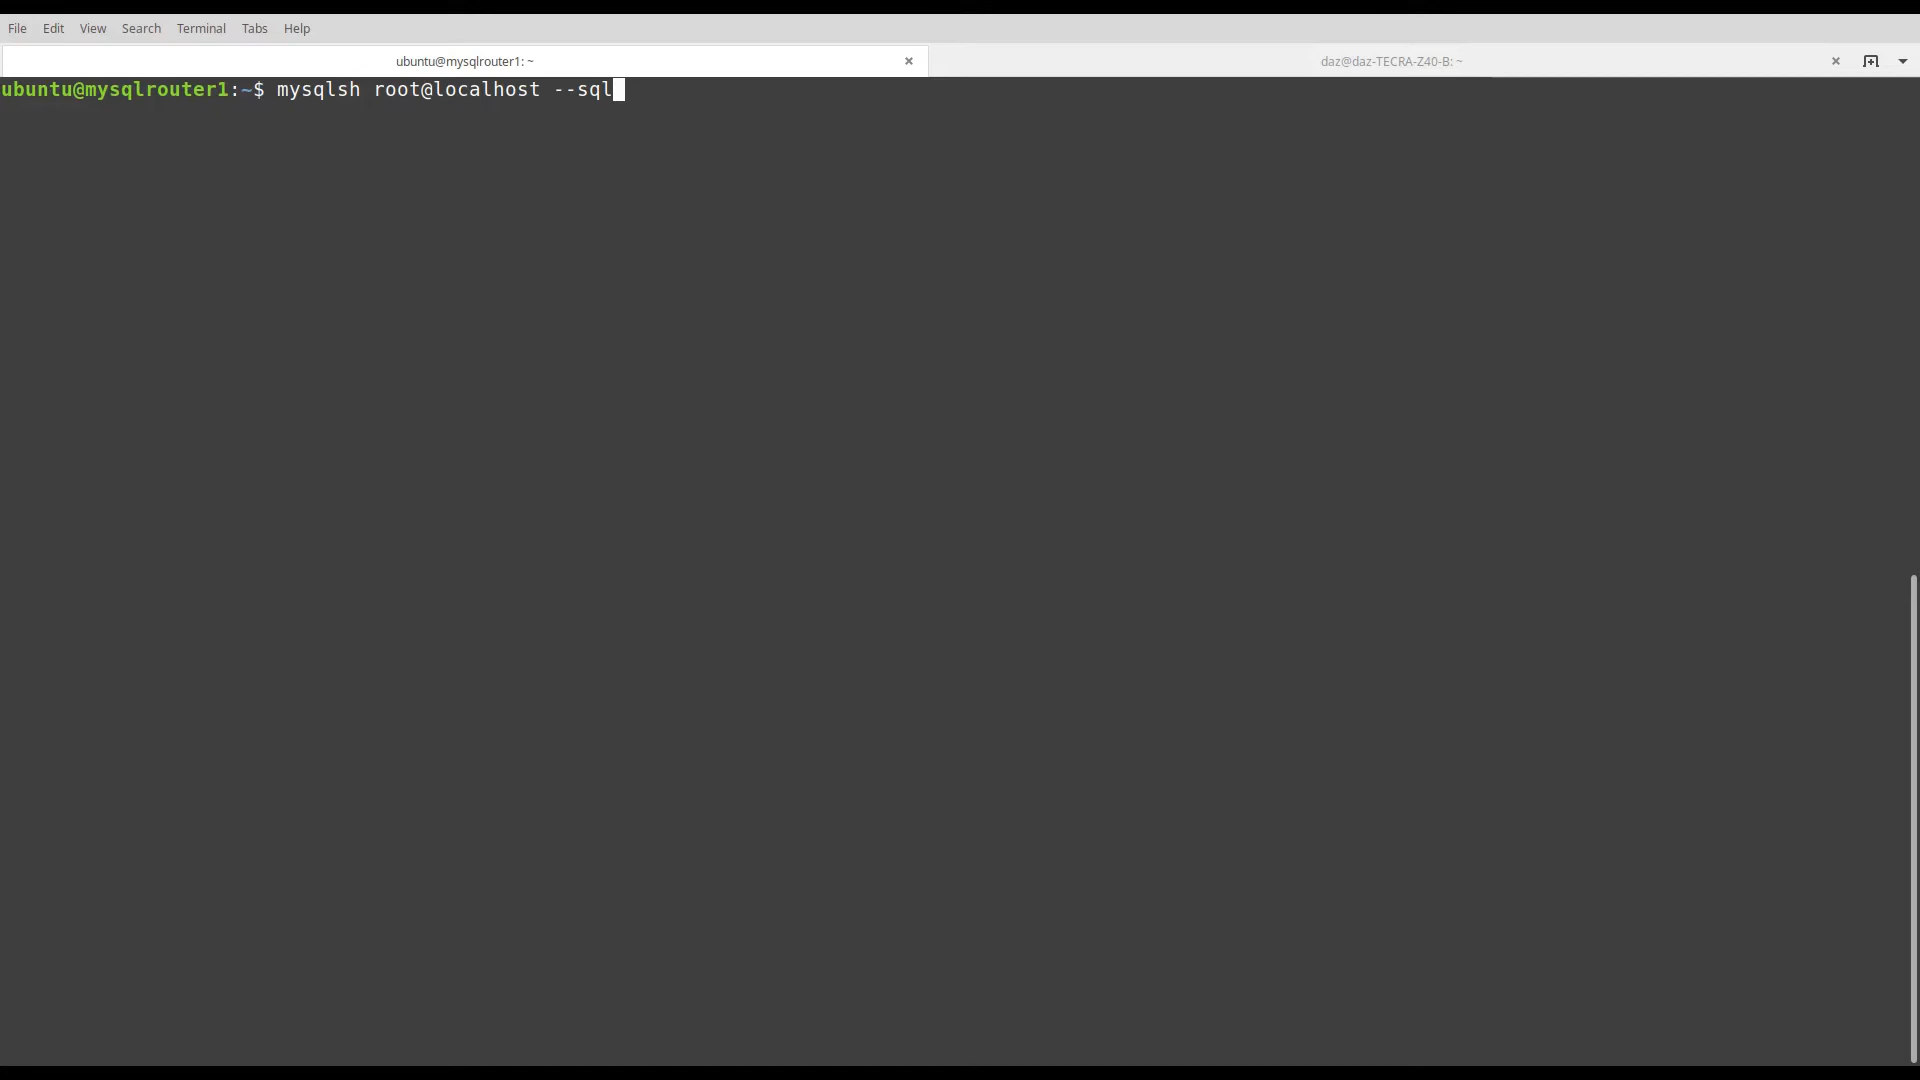 File Edit View Search Terminal Tabs Help
ubuntu@mysqlrouter1: ~ × daz@daz-TECRA-Z40-B: ~ ×
ubuntu@mysqlrouter1:~$ mysqlsh root@localhost --sql